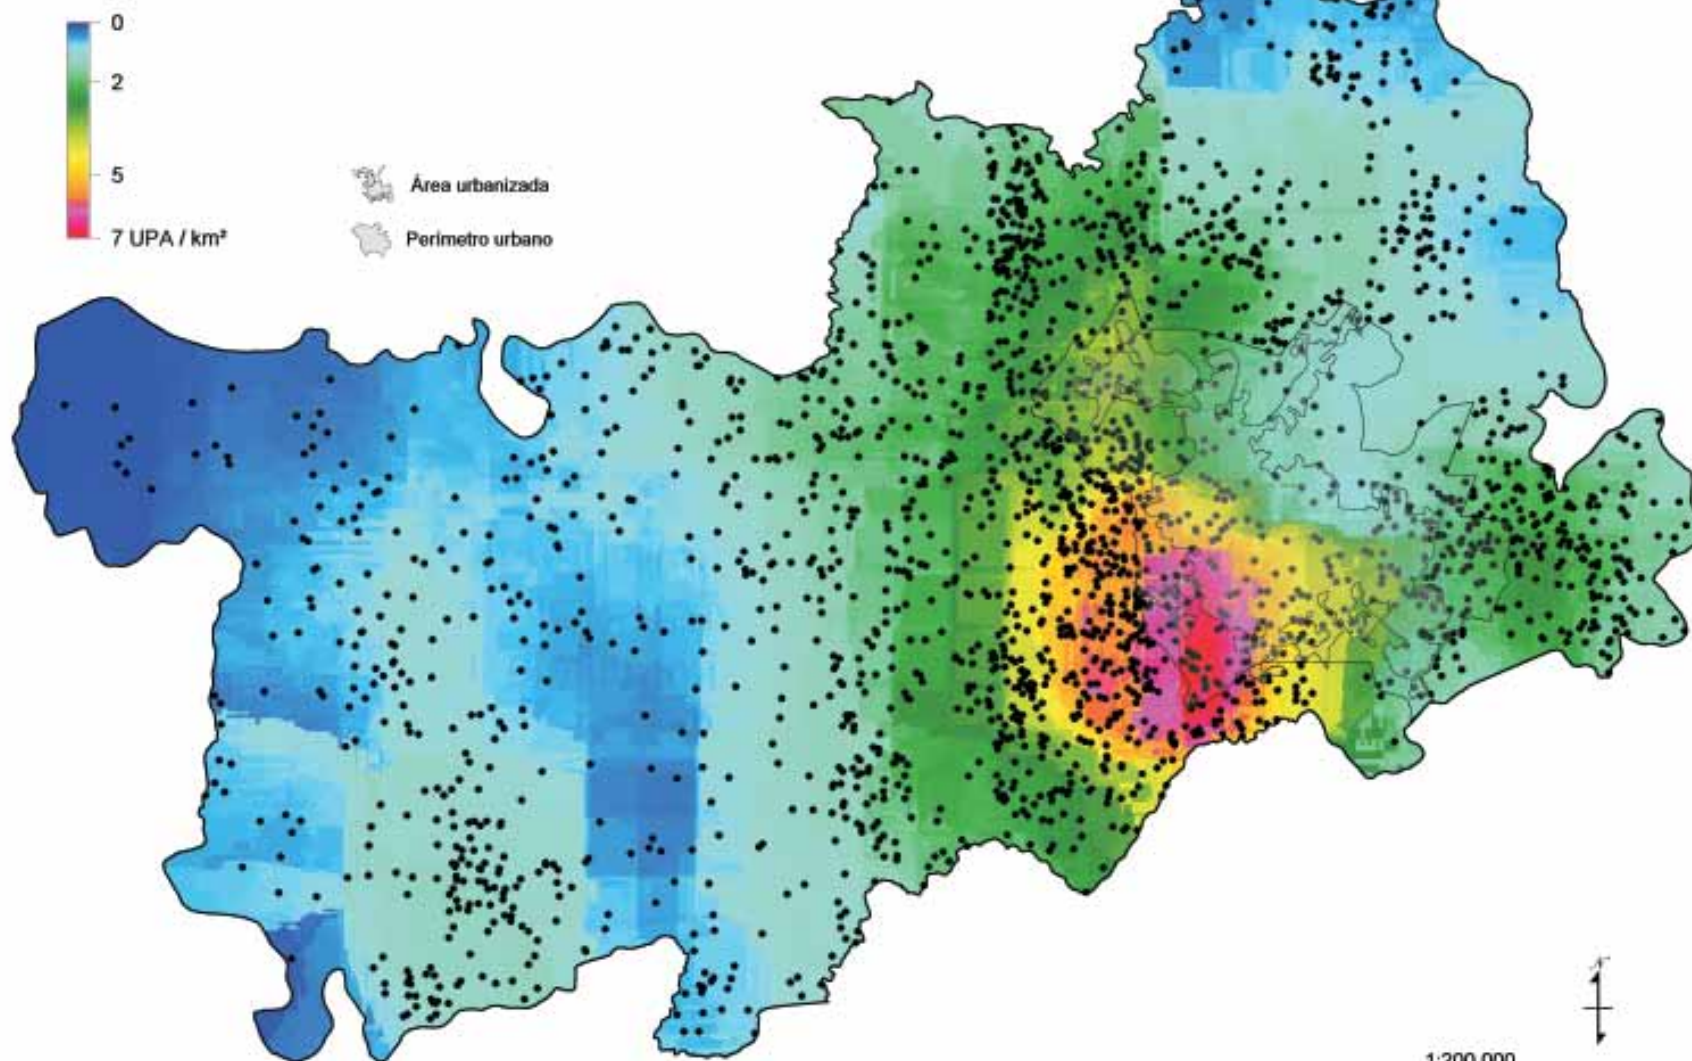 0
2
5
7 UPA / km²
Área urbanizada
Perímetro urbano
N
1:200.000